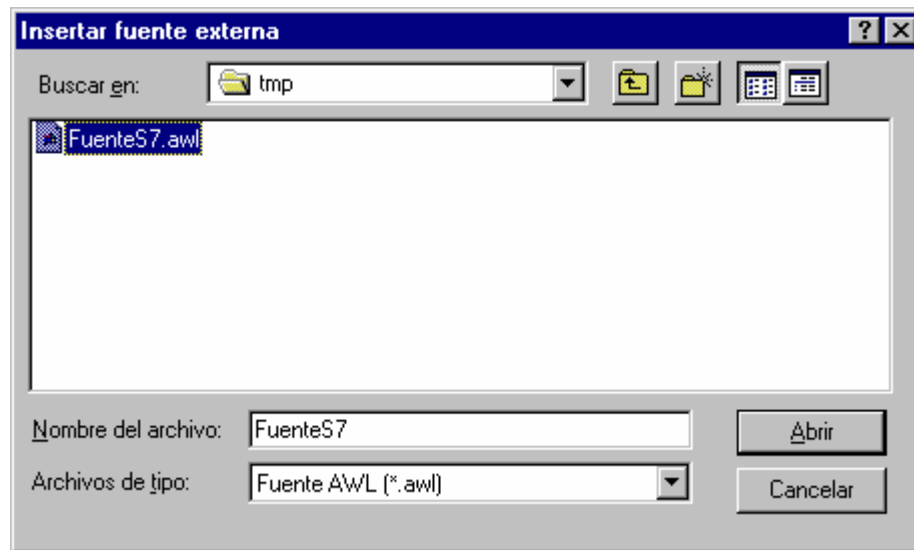 Insertar fuente externa
Buscar en: tmp
FuenteS7.awl
Nombre del archivo: FuenteS7 Abrir
Archivos de tipo: Fuente AWL (*.awl) Cancelar